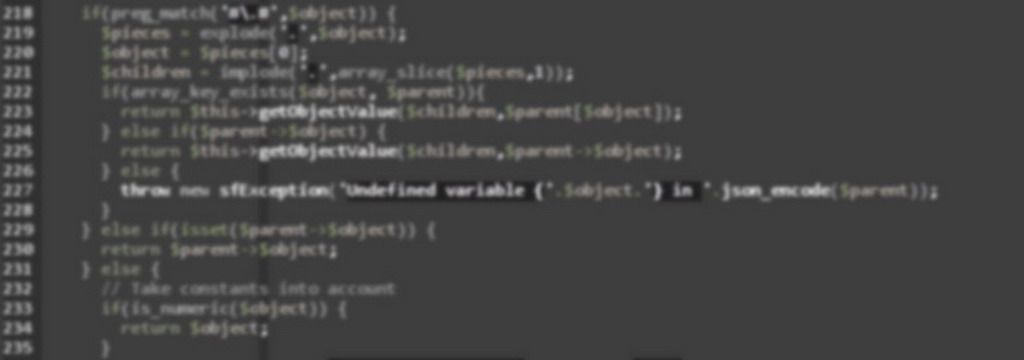 218 if(preg_match('#\.#',$object)) {
219 $pieces = explode('.',$object);
220 $object = $pieces[0];
221 $children = implode('.',array_slice($pieces,1));
222 if(array_key_exists($object, $parent)){
223 return $this->getObjectValue($children,$parent[$object]);
224 } else if($parent->$object) {
225 return $this->getObjectValue($children,$parent->$object);
226 } else {
227 throw new sfException('Undefined variable {'.$object.'} in '.json_encode($parent));
228 }
229 } else if(isset($parent->$object)) {
230 return $parent->$object;
231 } else {
232 // Take constants into account
233 if(is_numeric($object)) {
234 return $object;
235 }